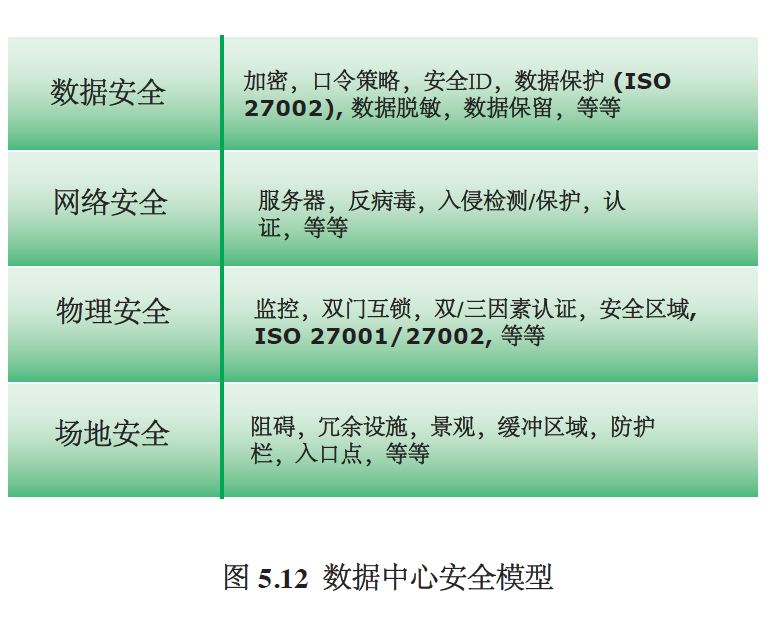 数据安全
加密，口令策略，安全ID，数据保护 (ISO
27002), 数据脱敏，数据保留，等等
网络安全
服务器，反病毒，入侵检测/保护，认
证，等等
物理安全
监控，双门互锁，双/三因素认证，安全区域,
ISO 27001/27002, 等等
场地安全
阻碍，冗余设施，景观，缓冲区域，防护
栏，入口点，等等
图 5.12 数据中心安全模型